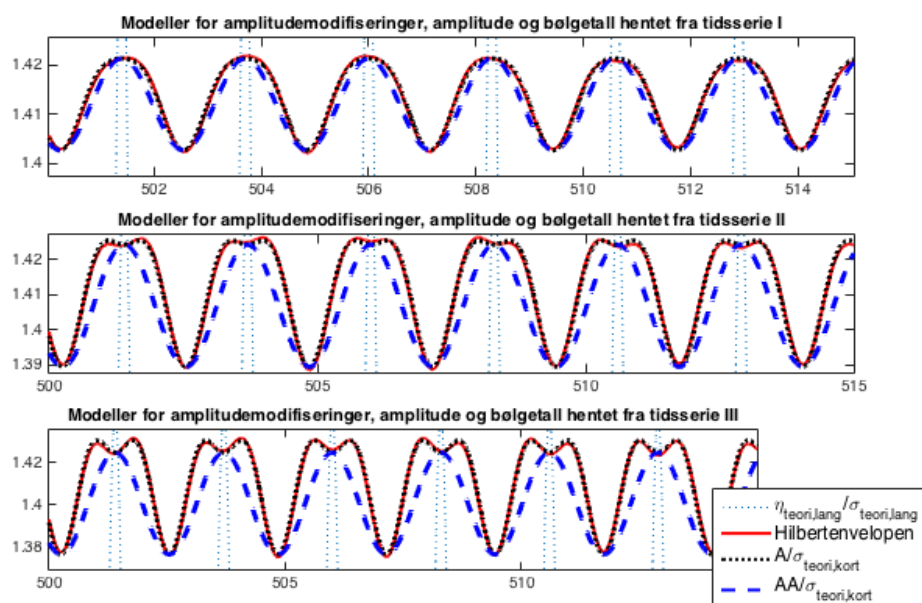 Modeller for amplitudemodifiseringer, amplitude og bølgetall hentet fra tidsserie I
1.42
1.41
1.4
502 504 506 508 510 512 514
Modeller for amplitudemodifiseringer, amplitude og bølgetall hentet fra tidsserie II
1.42
1.41
1.4
1.39
500 505 510 515
Modeller for amplitudemodifiseringer, amplitude og bølgetall hentet fra tidsserie III
1.42
1.4
1.38
500 505 510
η_teori,lang/σ_teori,lang
Hilbertenvelopen
A/σ_teori,kort
AA/σ_teori,kort